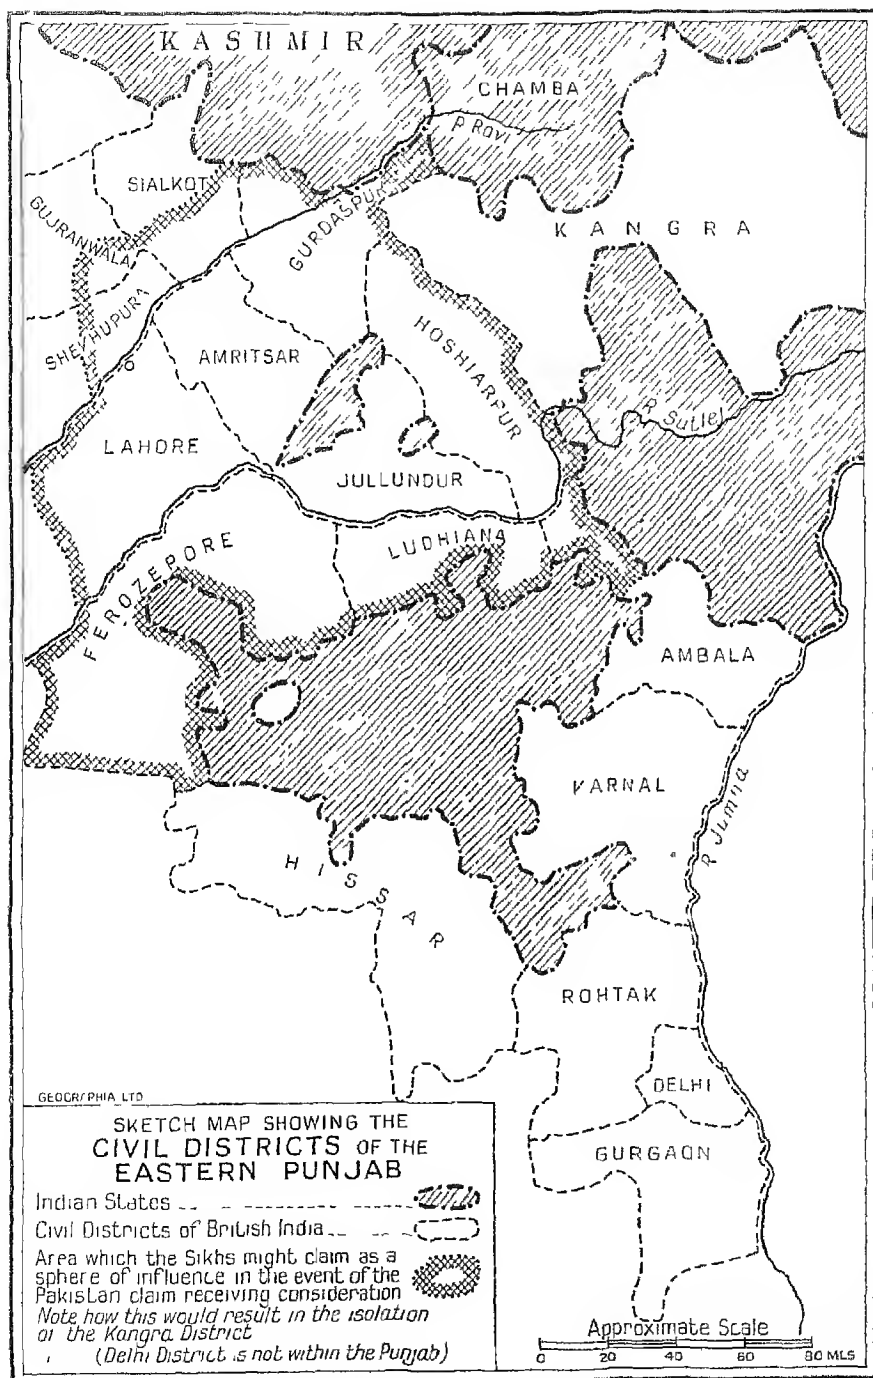 KASHMIR
CHAMBA
R Ravi
SIALKOT
GUJRANWALA
GURDASPUR
KANGRA
SHEIKHUPURA
AMRITSAR
HOSHIARPUR
R Sutlej
LAHORE
JULLUNDUR
LUDHIANA
FEROZEPORE
AMBALA
KARNAL
R Jumna
HISSAR
ROHTAK
DELHI
GURGAON
GEOGRAPHIA LTD
SKETCH MAP SHOWING THE
CIVIL DISTRICTS OF THE
EASTERN PUNJAB
Indian States
Civil Districts of British India
Area which the Sikhs might claim as a
sphere of influence in the event of the
Pakistan claim receiving consideration
Note how this would result in the isolation
of the Kangra District
(Delhi District is not within the Punjab)
Approximate Scale
0 20 40 60 80 MLS